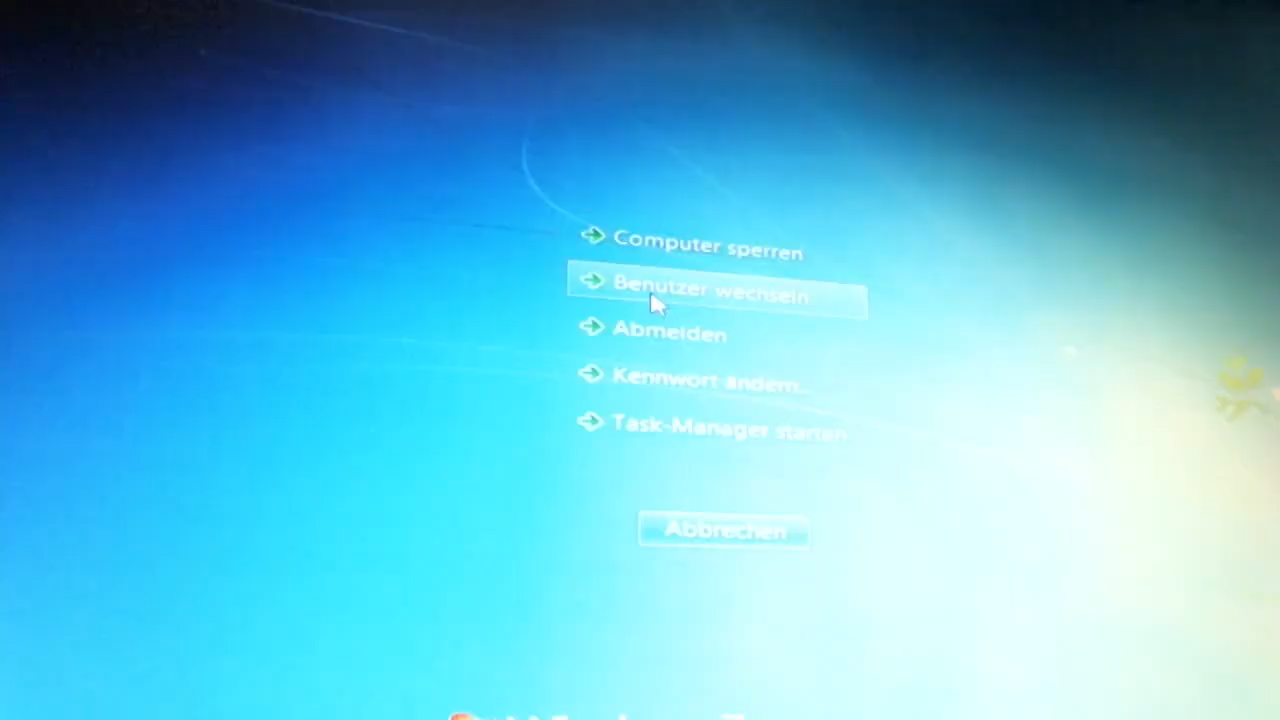 Computer sperren
Benutzer wechseln
Abmelden
Kennwort ändern...
Task-Manager starten
Abbrechen